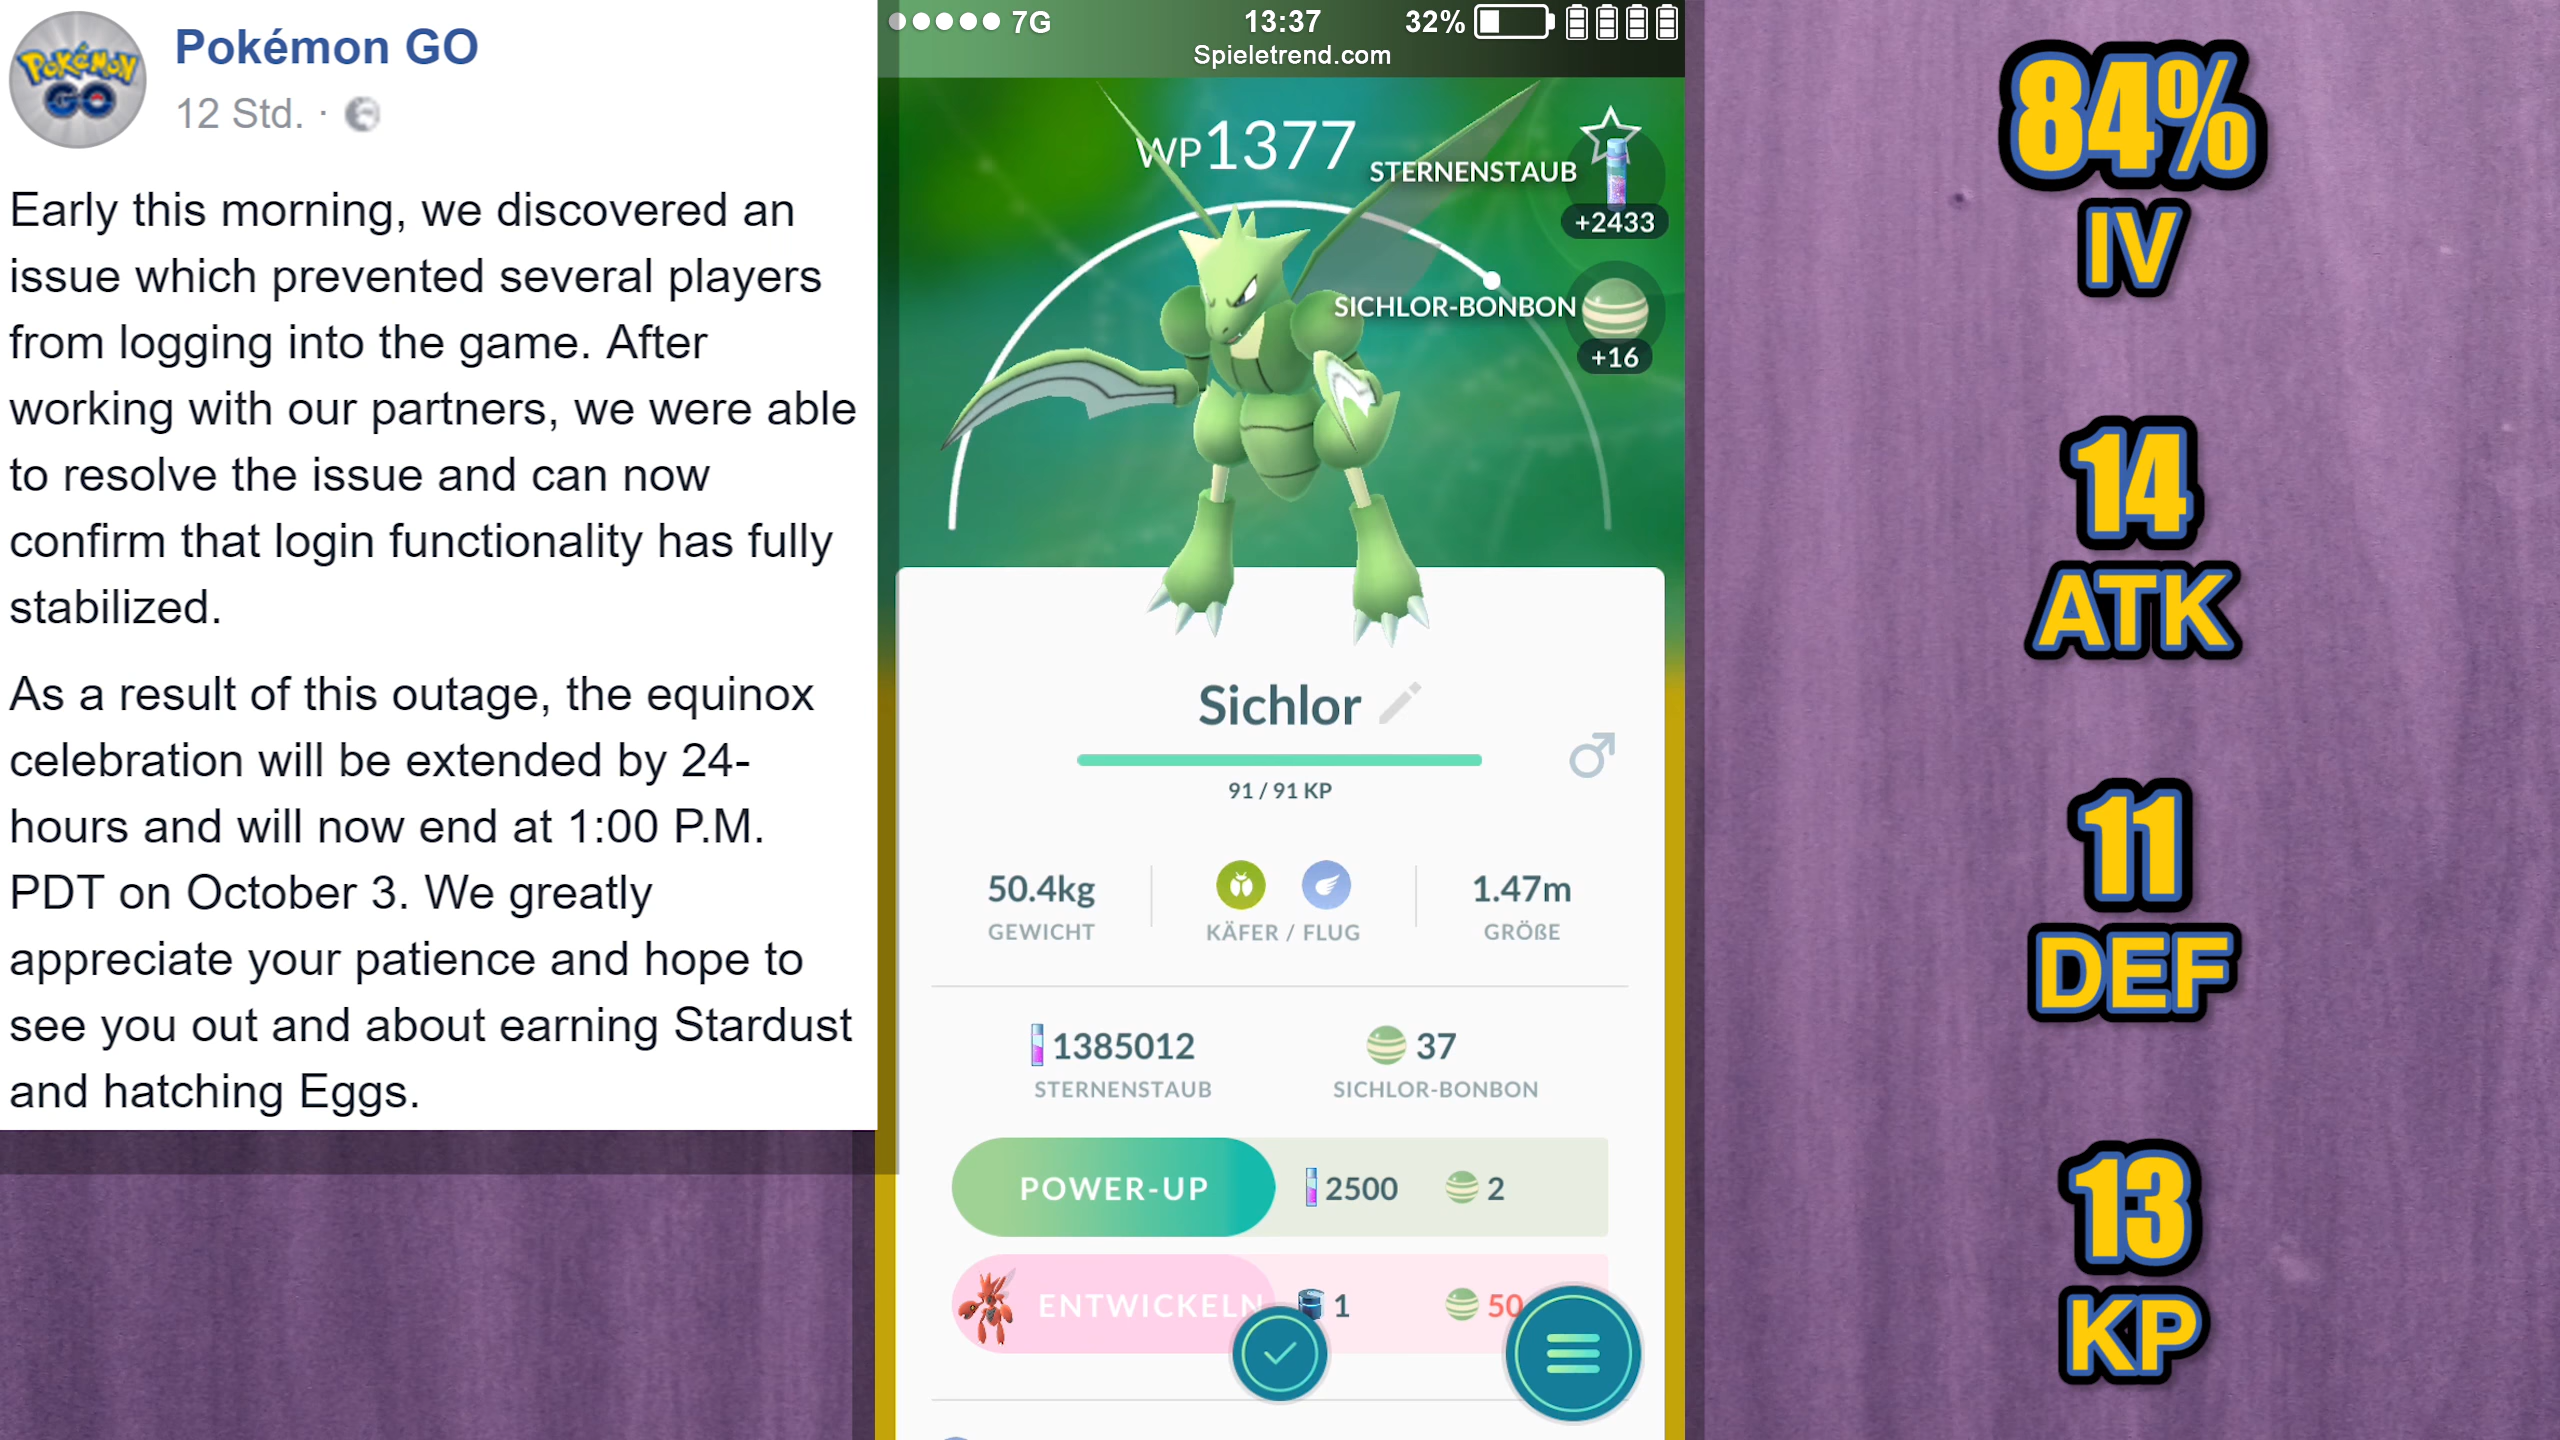 POKÉMON
GO
Pokémon GO
12 Std. ·
Early this morning, we discovered an
issue which prevented several players
from logging into the game. After
working with our partners, we were able
to resolve the issue and can now
confirm that login functionality has fully
stabilized.
As a result of this outage, the equinox
celebration will be extended by 24-
hours and will now end at 1:00 P.M.
PDT on October 3. We greatly
appreciate your patience and hope to
see you out and about earning Stardust
and hatching Eggs.
7G 13:37 32%
Spieletrend.com
WP1377
STERNENSTAUB
+2433
SICHLOR-BONBON
+16
Sichlor
91 / 91 KP
50.4kg 1.47m
GEWICHT KÄFER / FLUG GRÖßE
1385012 37
STERNENSTAUB SICHLOR-BONBON
POWER-UP 2500 2
ENTWICKELN 1 50
84%
IV
14
ATK
11
DEF
13
KP